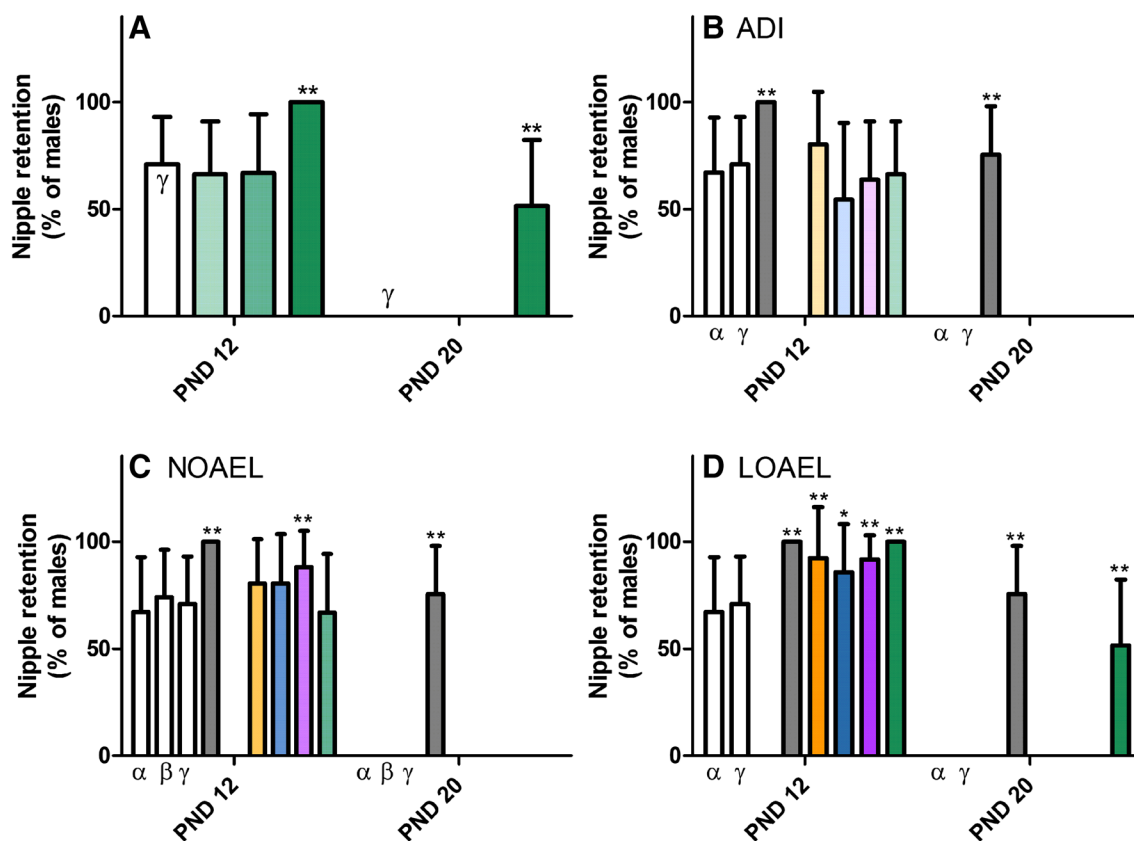 A
Nipple retention
(% of males)
100
50
0
**
**
γ
γ
PND 12
PND 20
B ADI
Nipple retention
(% of males)
100
50
0
**
**
α γ
α γ
PND 12
PND 20
C NOAEL
Nipple retention
(% of males)
100
50
0
**
**
**
α β γ
α β γ
PND 12
PND 20
D LOAEL
Nipple retention
(% of males)
100
50
0
**
**
*
**
**
**
**
α γ
α γ
PND 12
PND 20